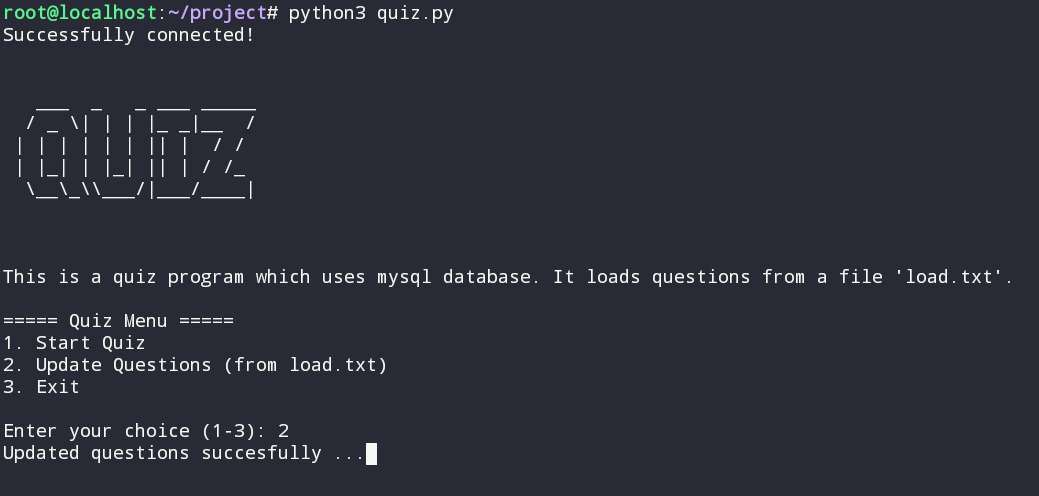 root@localhost:~/project# python3 quiz.py
Successfully connected!
   ___  _   _ ___ _____
  / _ \| | | |_ _|__  /
 | | | | | | || |  / /
 | |_| | |_| || | / /_
  \__\_\\___/|___/____|
This is a quiz program which uses mysql database. It loads questions from a file 'load.txt'.
===== Quiz Menu =====
1. Start Quiz
2. Update Questions (from load.txt)
3. Exit
Enter your choice (1-3): 2
Updated questions succesfully ...